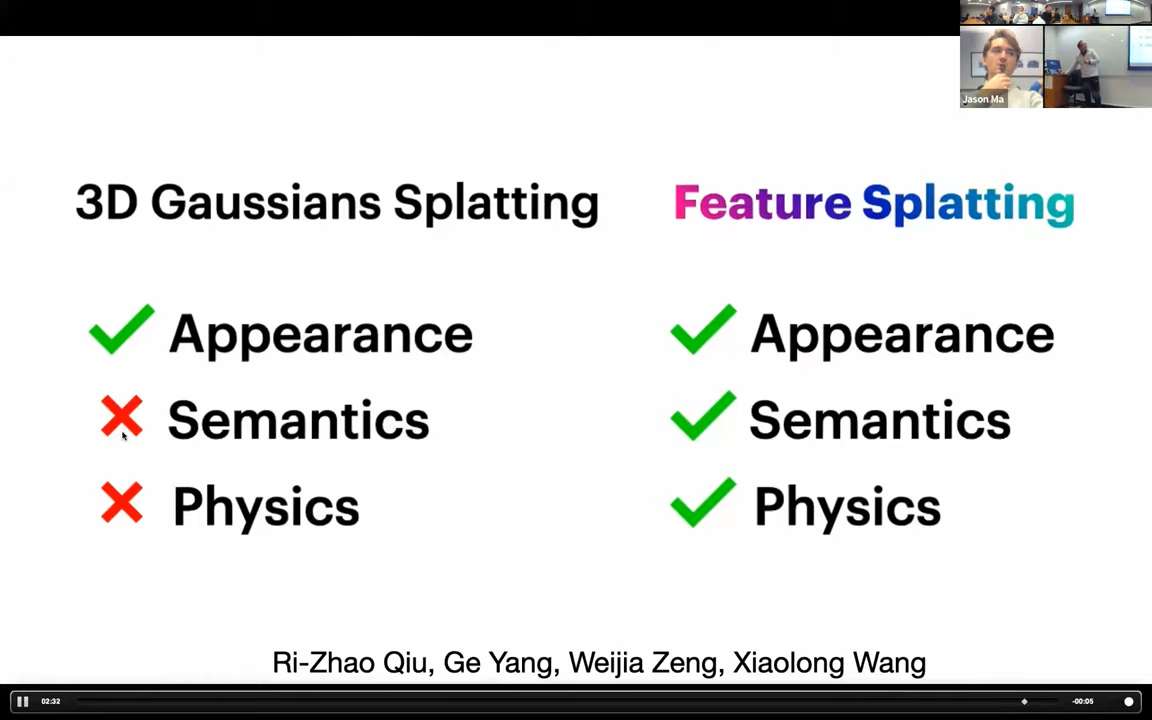 Jason Ma
3D Gaussians Splatting
Appearance
Semantics
Physics
Feature Splatting
Appearance
Semantics
Physics
Ri-Zhao Qiu, Ge Yang, Weijia Zeng, Xiaolong Wang
02:32
-00:05